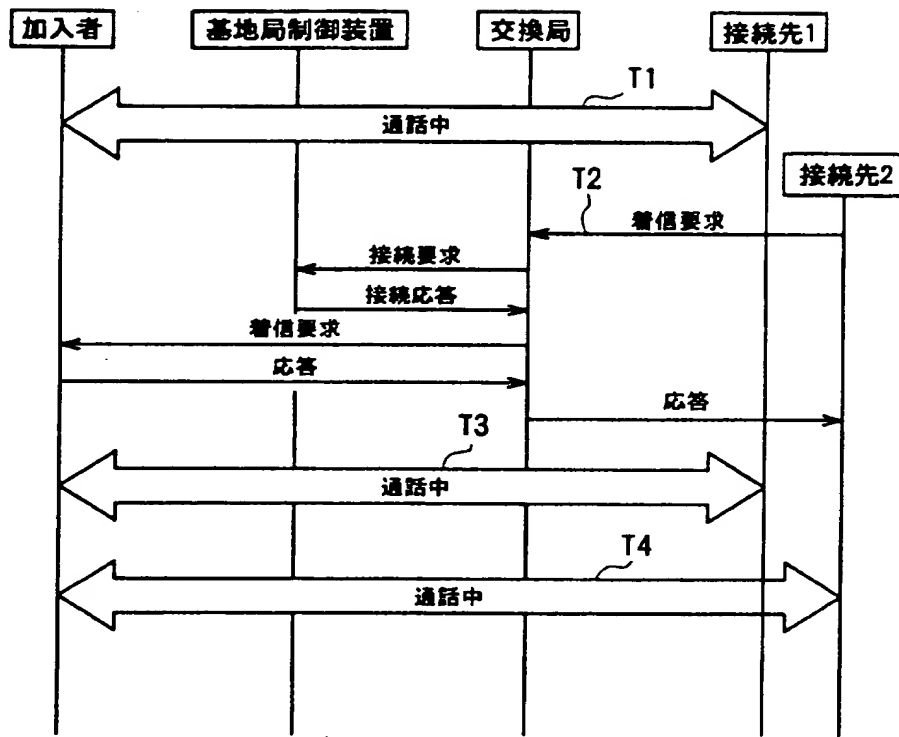 加入者
基地局制御装置
交換局
接続先1
T1
通話中
接続先2
T2
着信要求
接続要求
接続応答
着信要求
応答
応答
T3
通話中
T4
通話中